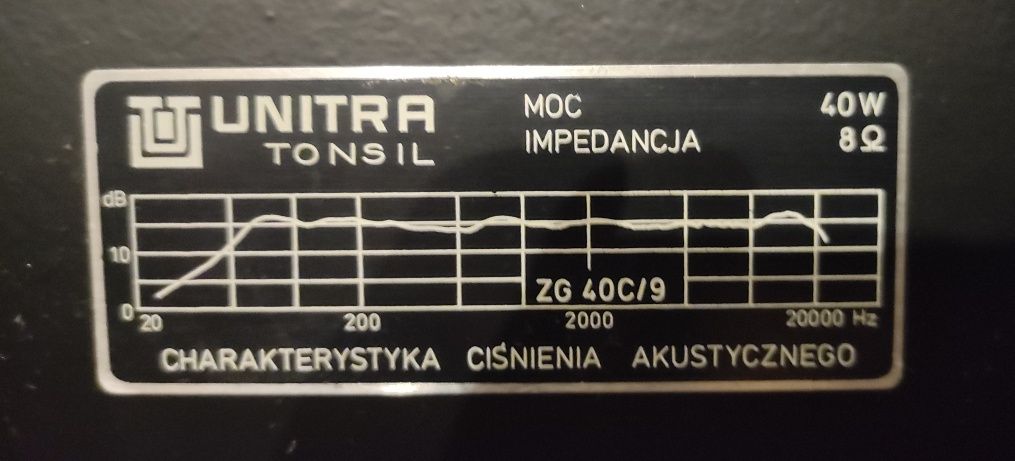 UNITRA
TONSIL
MOC 40W
IMPEDANCJA 8Ω
dB
10
0
ZG 40C/9
20 200 2000 20000 Hz
CHARAKTERYSTYKA CIŚNIENIA AKUSTYCZNEGO